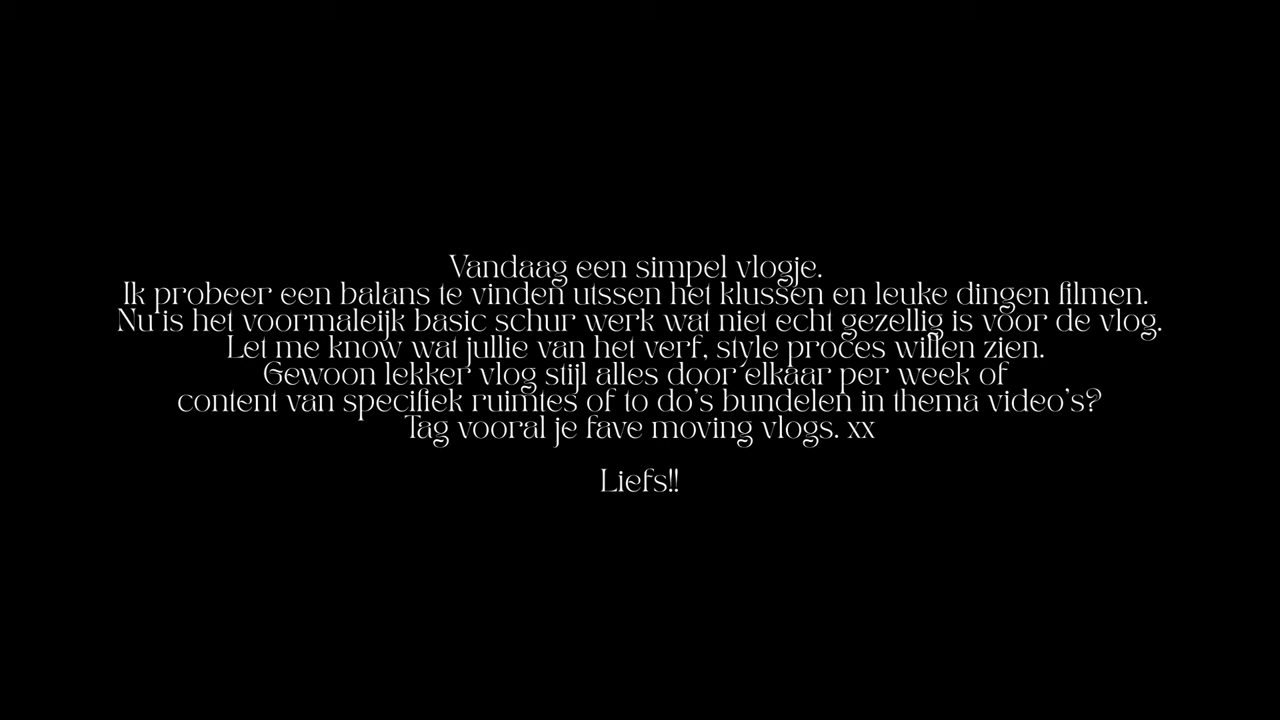 Vandaag een simpel vlogje.
Ik probeer een balans te vinden utssen het klussen en leuke dingen filmen.
Nu is het voormaleijk basic schur werk wat niet echt gezellig is voor de vlog.
Let me know wat jullie van het verf, style proces willen zien.
Gewoon lekker vlog stijl alles door elkaar per week of
content van specifiek ruimtes of to do's bundelen in thema video's?
Tag vooral je fave moving vlogs. xx
Liefs!!